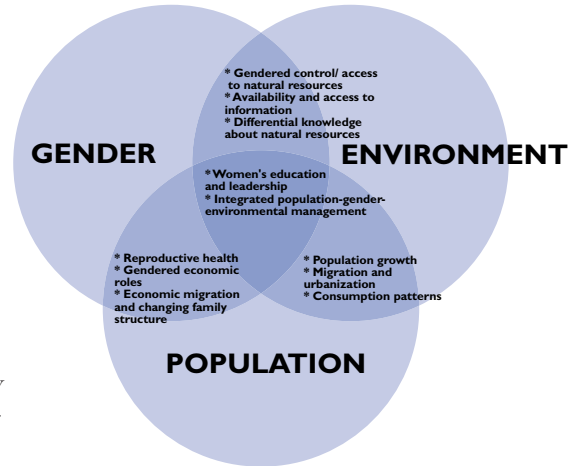 * Gendered control/ access
to natural resources
* Availability and access to
information
* Differential knowledge
about natural resources
GENDER
ENVIRONMENT
* Women's education
and leadership
* Integrated population-gender-
environmental management
* Reproductive health
* Gendered economic
roles
* Economic migration
and changing family
structure
* Population growth
* Migration and
urbanization
* Consumption patterns
POPULATION